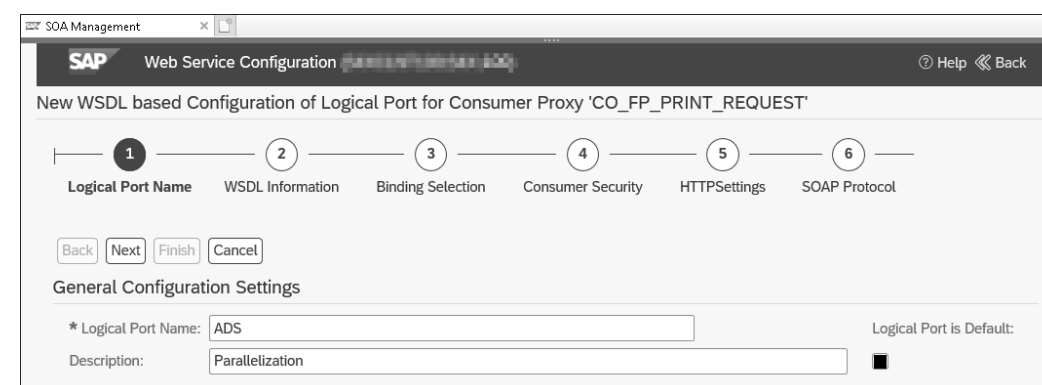 SOA Management
SAP Web Service Configuration Help Back
New WSDL based Configuration of Logical Port for Consumer Proxy 'CO_FP_PRINT_REQUEST'
1 2 3 4 5 6
Logical Port Name WSDL Information Binding Selection Consumer Security HTTPSettings SOAP Protocol
Back Next Finish Cancel
General Configuration Settings
* Logical Port Name: ADS Logical Port is Default:
Description: Parallelization